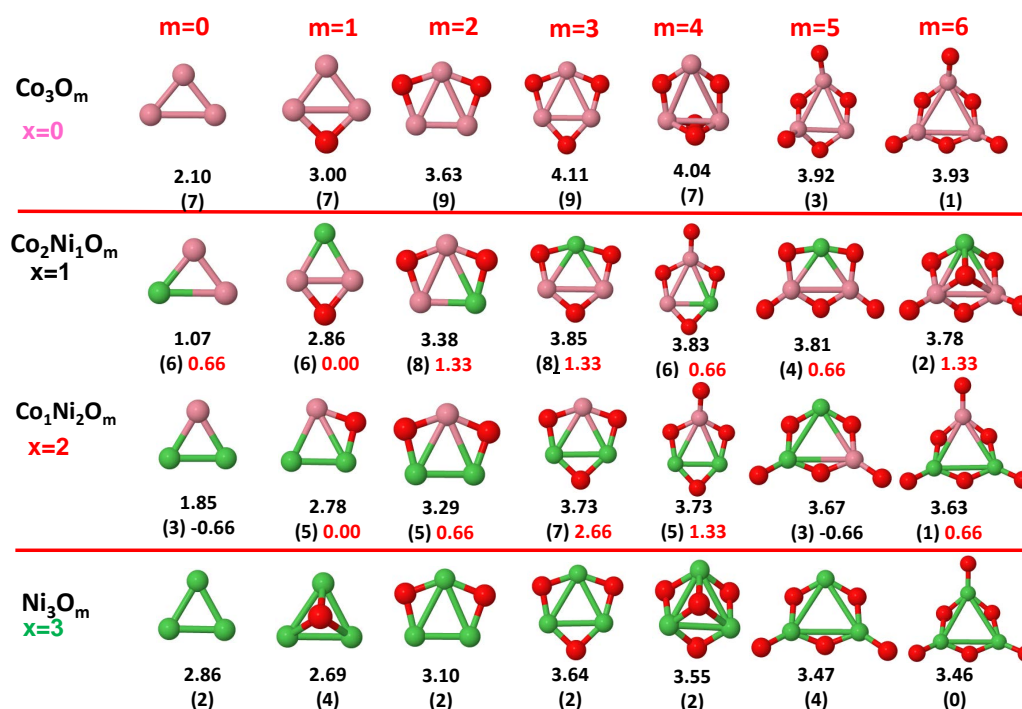 m=0 m=1 m=2 m=3 m=4 m=5 m=6
Co3Om
x=0
2.10 3.00 3.63 4.11 4.04 3.92 3.93
(7) (7) (9) (9) (7) (3) (1)
Co2Ni1Om
x=1
1.07 2.86 3.38 3.85 3.83 3.81 3.78
(6) 0.66 (6) 0.00 (8) 1.33 (8) 1.33 (6) 0.66 (4) 0.66 (2) 1.33
Co1Ni2Om
x=2
1.85 2.78 3.29 3.73 3.73 3.67 3.63
(3) -0.66 (5) 0.00 (5) 0.66 (7) 2.66 (5) 1.33 (3) -0.66 (1) 0.66
Ni3Om
x=3
2.86 2.69 3.10 3.64 3.55 3.47 3.46
(2) (4) (2) (2) (2) (4) (0)